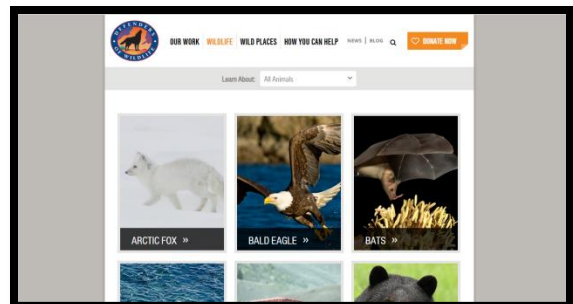 DEFENDERS OF WILDLIFE
OUR WORK WILDLIFE WILD PLACES HOW YOU CAN HELP NEWS | BLOG DONATE NOW
Learn About: All Animals
ARCTIC FOX »
BALD EAGLE »
BATS »